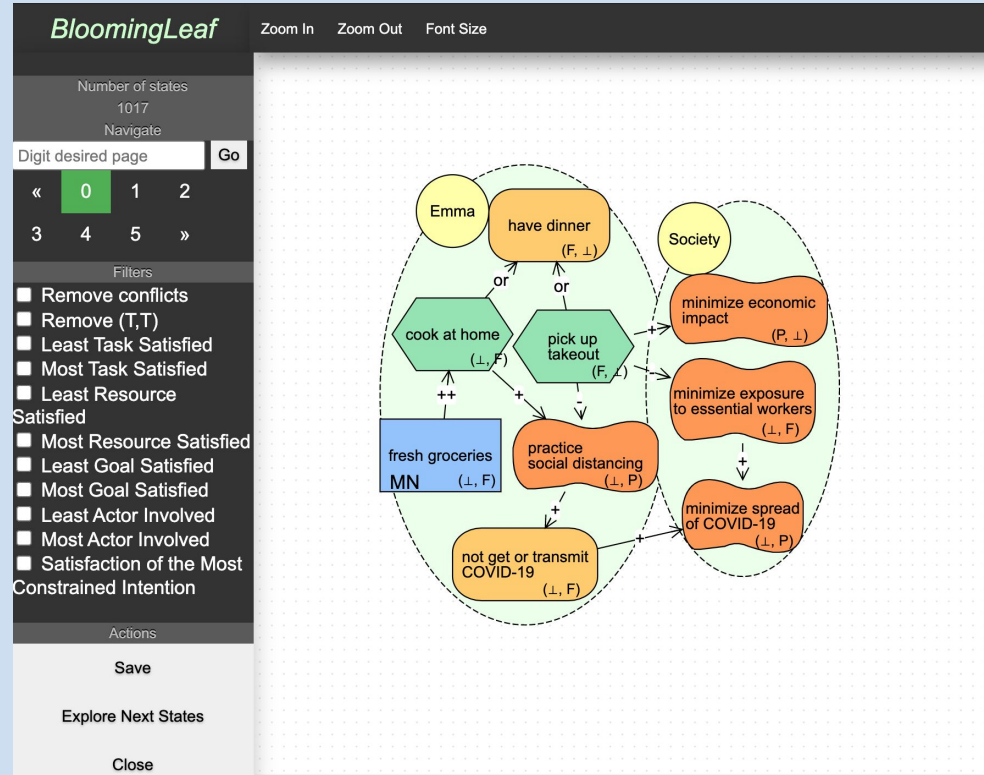 BloomingLeaf
Zoom In Zoom Out Font Size
Number of states
1017
Navigate
Digit desired page Go
« 0 1 2
3 4 5 »
Filters
Remove conflicts
Remove (T,T)
Least Task Satisfied
Most Task Satisfied
Least Resource
Satisfied
Most Resource Satisfied
Least Goal Satisfied
Most Goal Satisfied
Least Actor Involved
Most Actor Involved
Satisfaction of the Most
Constrained Intention
Actions
Save
Explore Next States
Close
Emma
have dinner
(F, ⊥)
or
or
cook at home
(⊥, F)
pick up
takeout
(F, ⊥)
++
+
-
fresh groceries
MN (⊥, F)
practice
social distancing
(⊥, P)
+
not get or transmit
COVID-19
(⊥, F)
+
Society
+
minimize economic
impact
(P, ⊥)
-
minimize exposure
to essential workers
(⊥, F)
+
minimize spread
of COVID-19
(⊥, P)